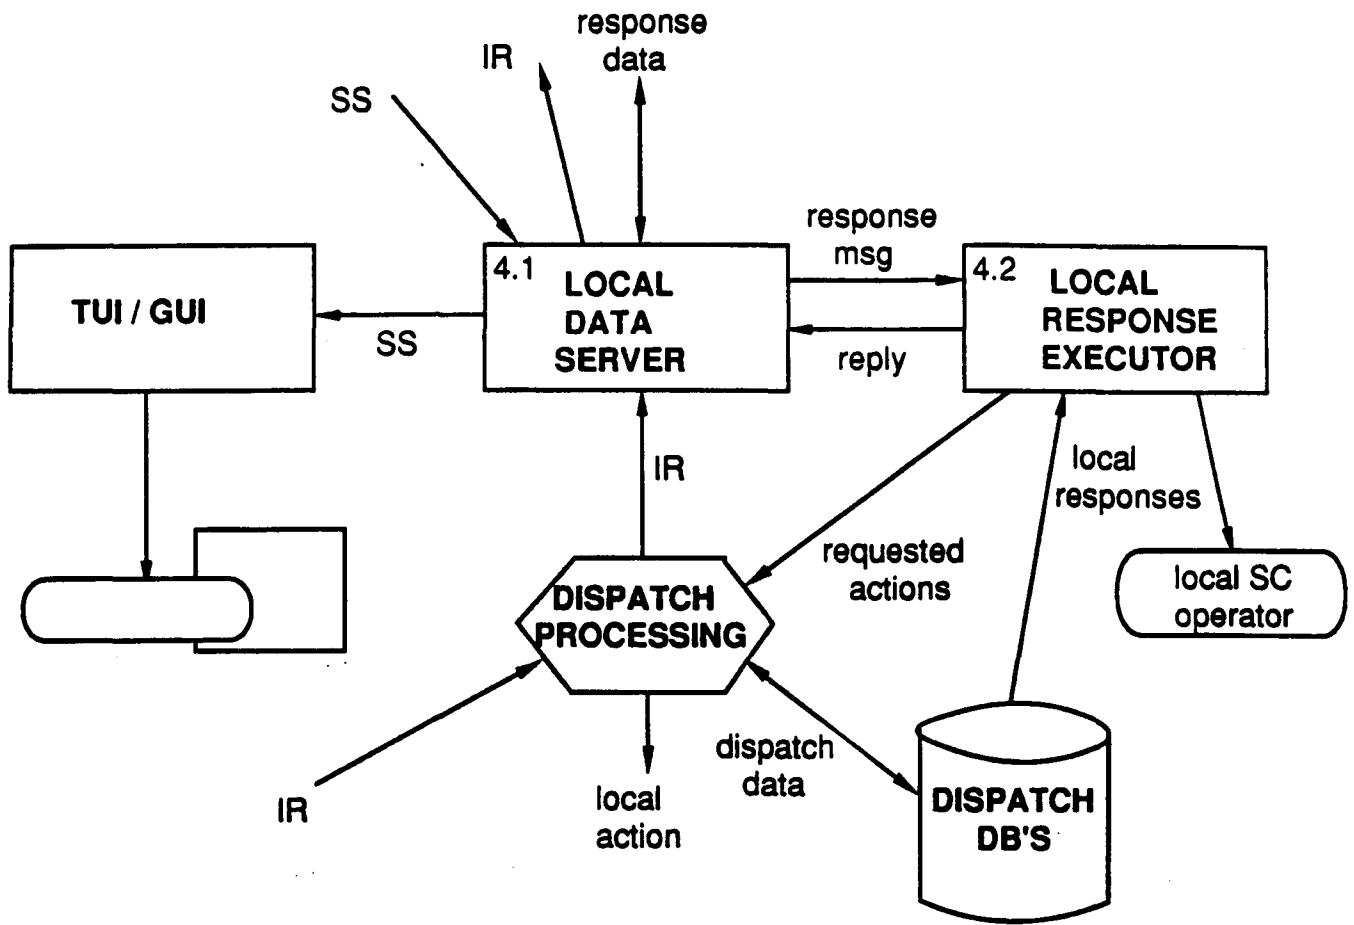 response
data
IR
SS
response
msg
4.1
LOCAL
DATA
SERVER
4.2
LOCAL
RESPONSE
EXECUTOR
TUI / GUI
SS
reply
IR
local
responses
requested
actions
local SC
operator
DISPATCH
PROCESSING
dispatch
data
IR
local
action
DISPATCH
DB'S